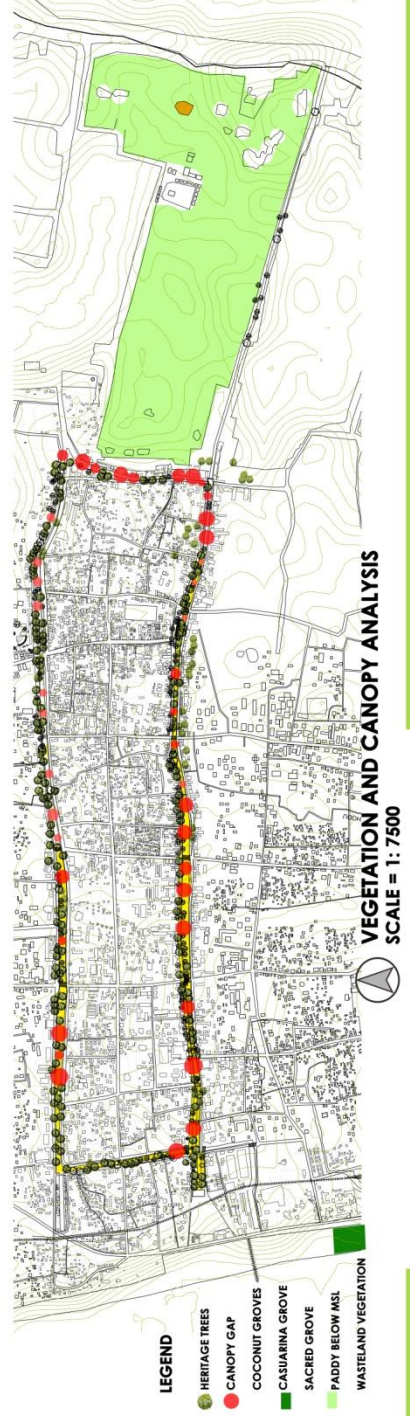 LEGEND
HERITAGE TREES
CANOPY GAP
COCONUT GROVES
CASUARINA GROVE
SACRED GROVE
PADDY BELOW MSL
WASTELAND VEGETATION
VEGETATION AND CANOPY ANALYSIS
SCALE = 1: 7500